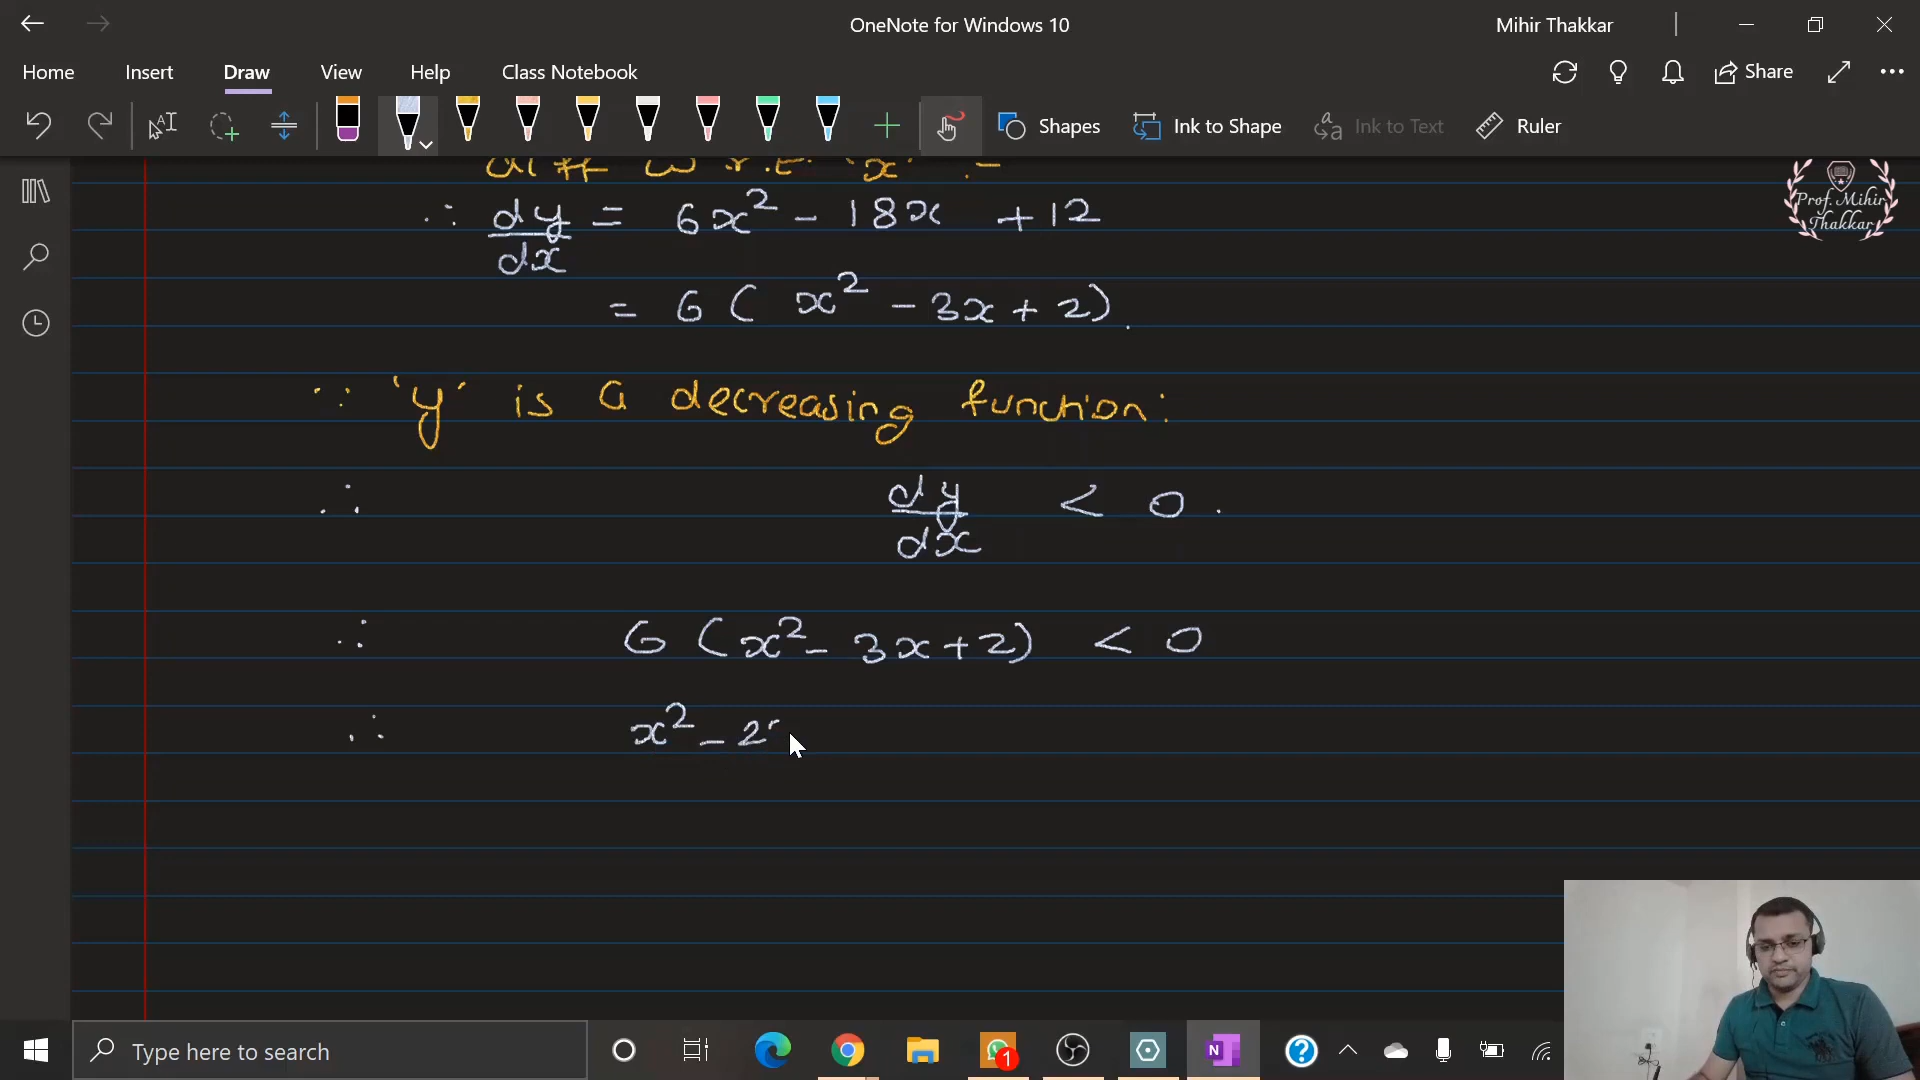 OneNote for Windows 10
Mihir Thakkar
Home Insert Draw View Help Class Notebook Share
Shapes Ink to Shape Ink to Text Ruler
diff w.r.t. 'x' :-
Prof. Mihir
Thakkar
∴ dy/dx = 6x² - 18x + 12
= 6 ( x² - 3x + 2 ).
∵ 'y' is a decreasing function:
∴ dy/dx < 0.
∴ 6 (x² - 3x + 2) < 0
∴ x² - 2
Type here to search
1
N